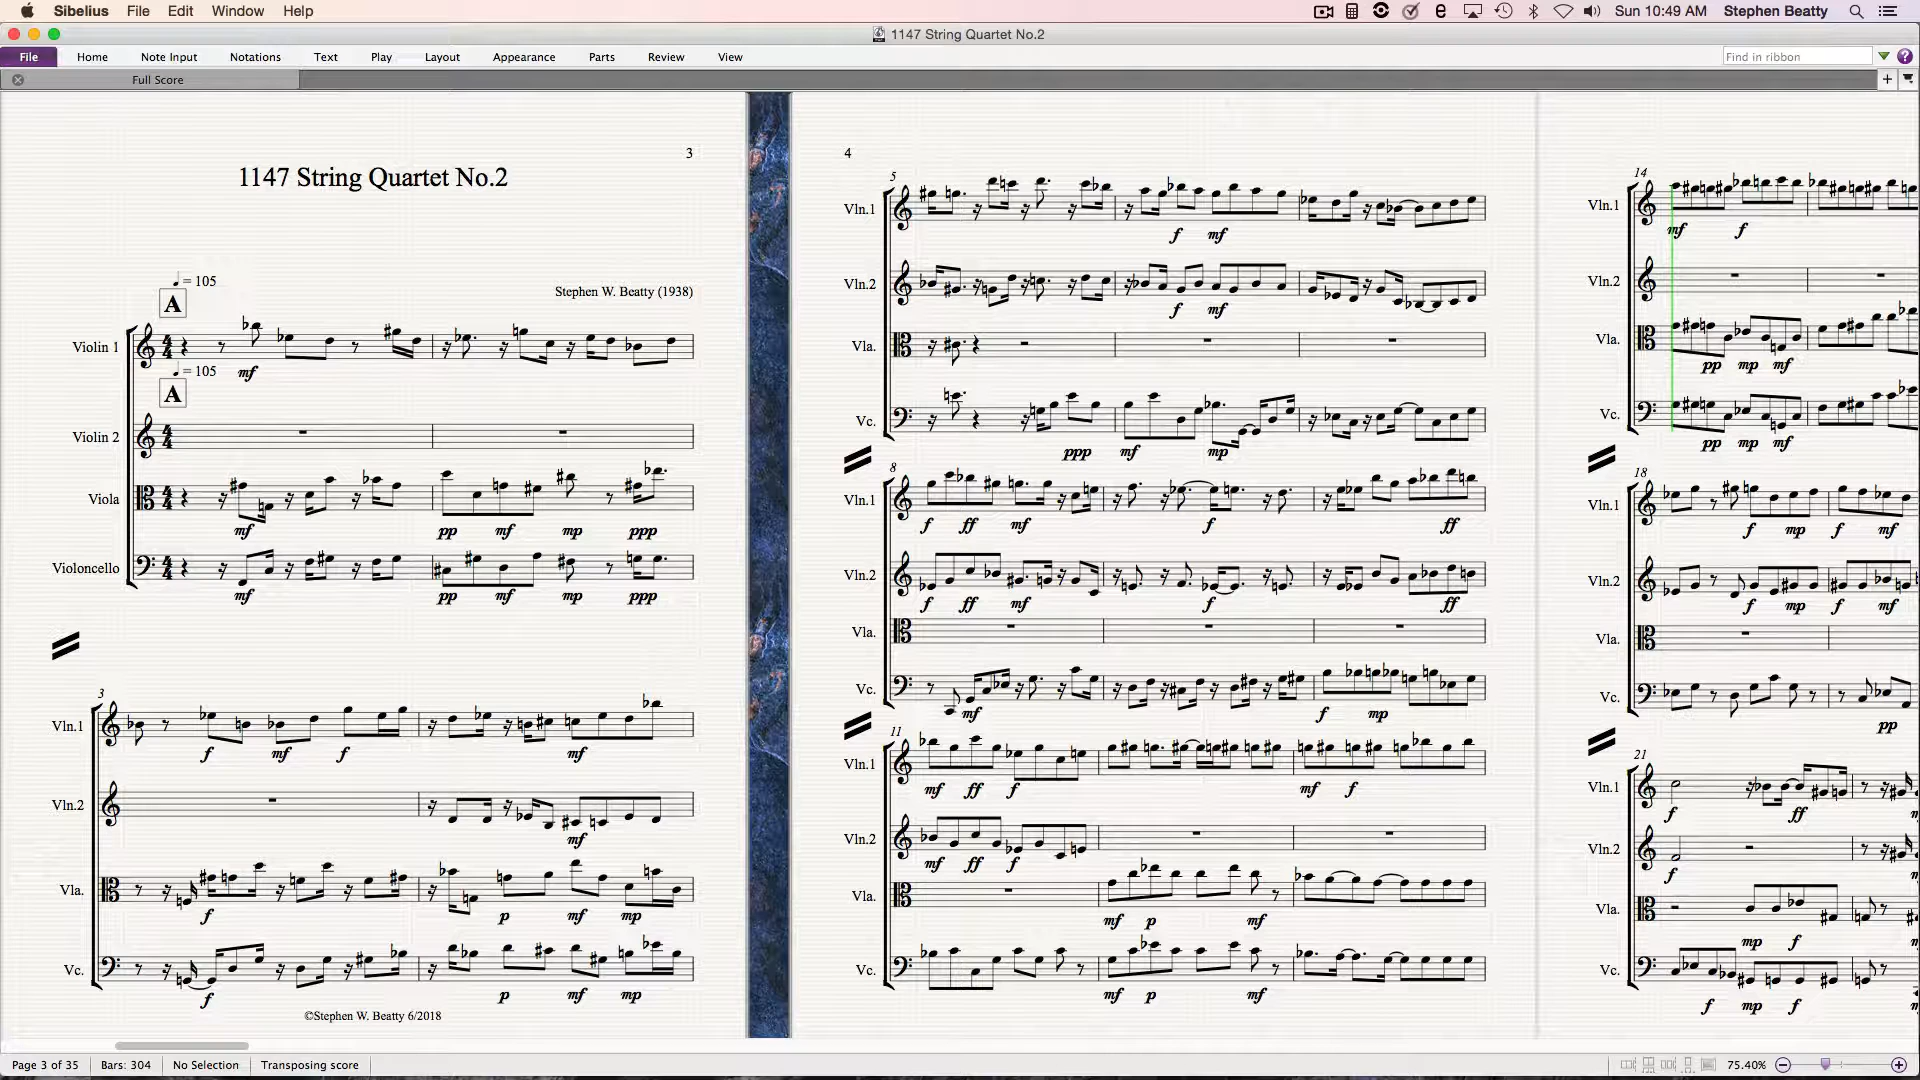 Sibelius File Edit Window Help Sun 10:49 AM Stephen Beatty
1147 String Quartet No.2
File Home Note Input Notations Text Play Layout Appearance Parts Review View Find in ribbon
Full Score
3
1147 String Quartet No.2
= 105
Stephen W. Beatty (1938)
A
Violin 1
mf
= 105
A
Violin 2
Viola
mf pp mf mp ppp
Violoncello
mf pp mf mp ppp
3
Vln.1
f mf f mf
Vln.2
mf
Vla.
f p mf mp
Vc.
f p mf mp
©Stephen W. Beatty 6/2018
4
5
Vln.1
f mf
Vln.2
f mf
Vla.
Vc.
ppp mf mp
8
Vln.1
f ff mf f ff
Vln.2
f ff mf f ff
Vla.
Vc.
mf f mp
11
Vln.1
mf ff f mf f
Vln.2
mf ff f
Vla.
mf p mf
Vc.
mf p mf
14
Vln.1
mf f
Vln.2
Vla.
pp mp mf
Vc.
pp mp mf
18
Vln.1
f mp f mf
Vln.2
f mp f mf
Vla.
Vc.
pp
21
Vln.1
f ff
Vln.2
f
Vla.
mp f
Vc.
f mp f
Page 3 of 35 Bars: 304 No Selection Transposing score 75.40%